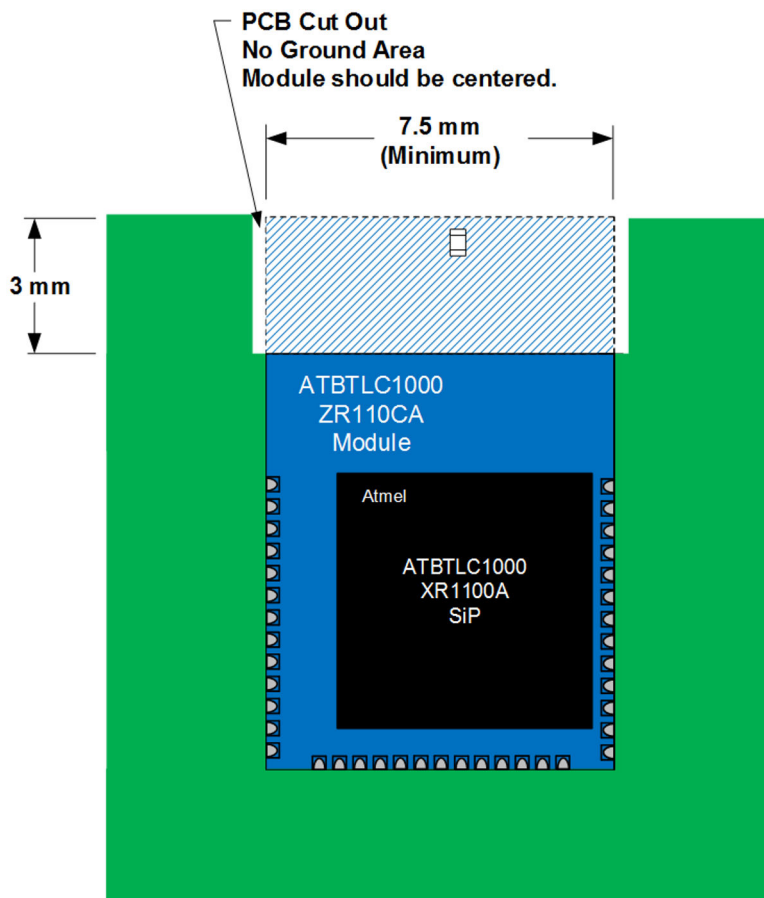 PCB Cut Out
No Ground Area
Module should be centered.
7.5 mm
(Minimum)
3 mm
ATBTLC1000
ZR110CA
Module
Atmel
ATBTLC1000
XR1100A
SiP